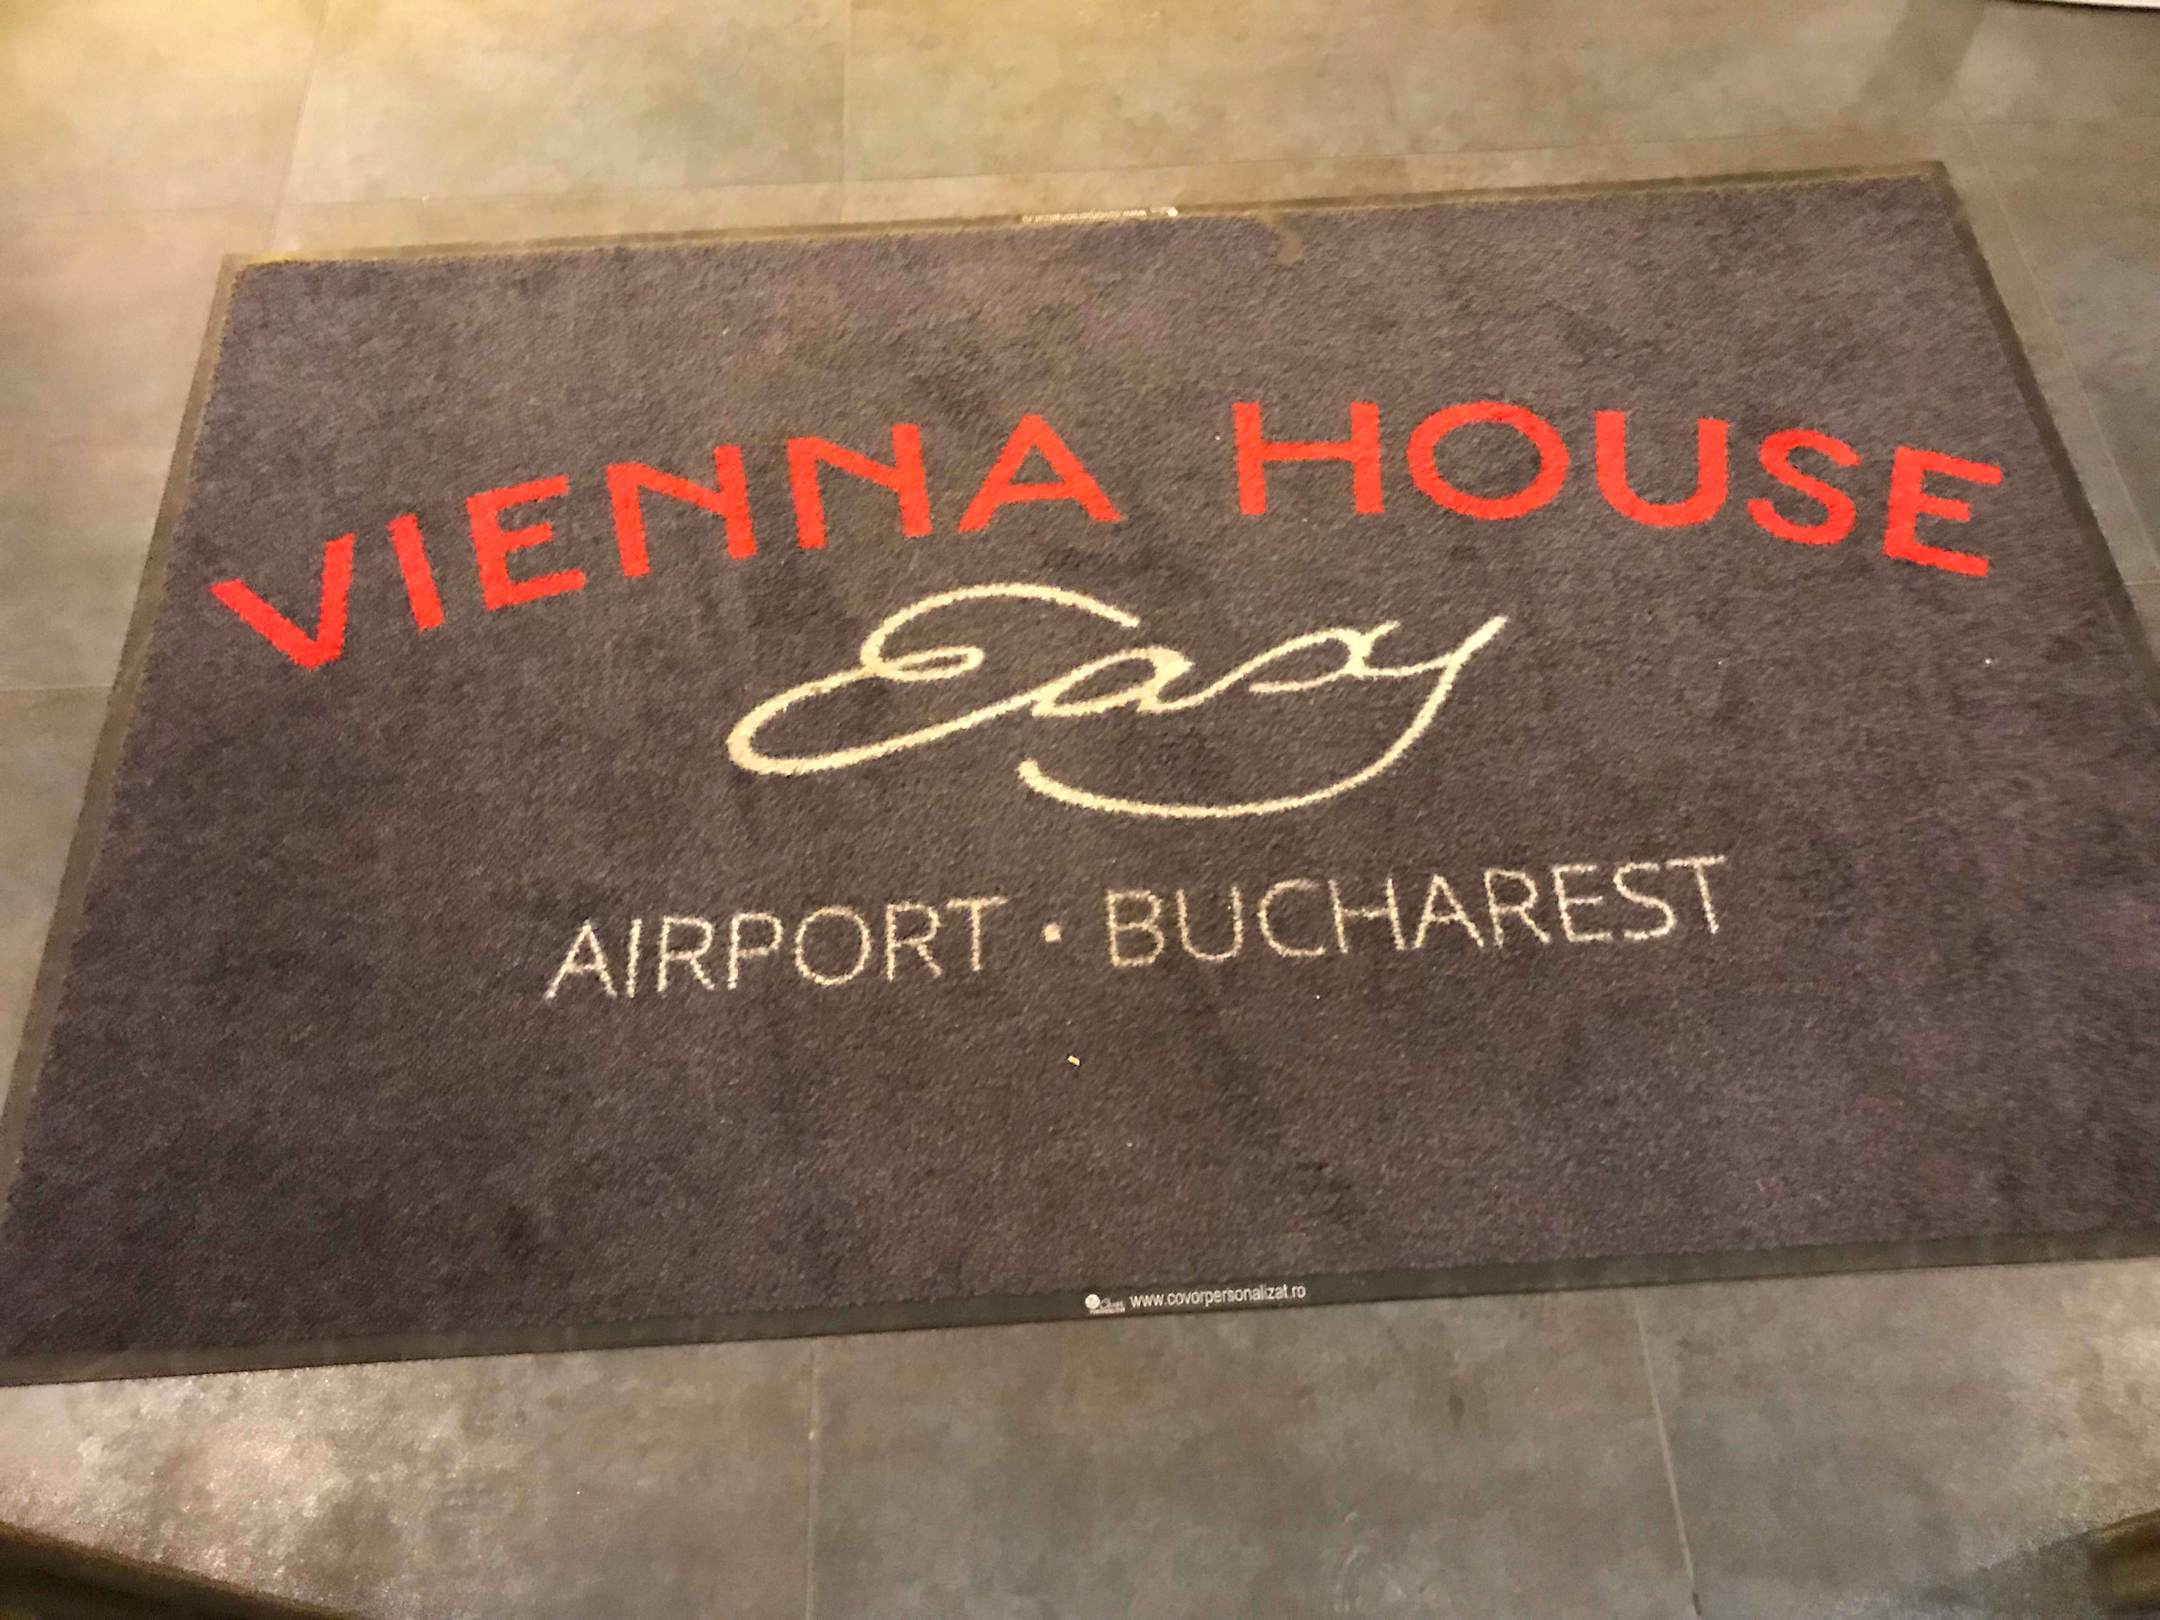 VIENNA HOUSE
Easy
AIRPORT • BUCHAREST
www.covorpersonalizat.ro